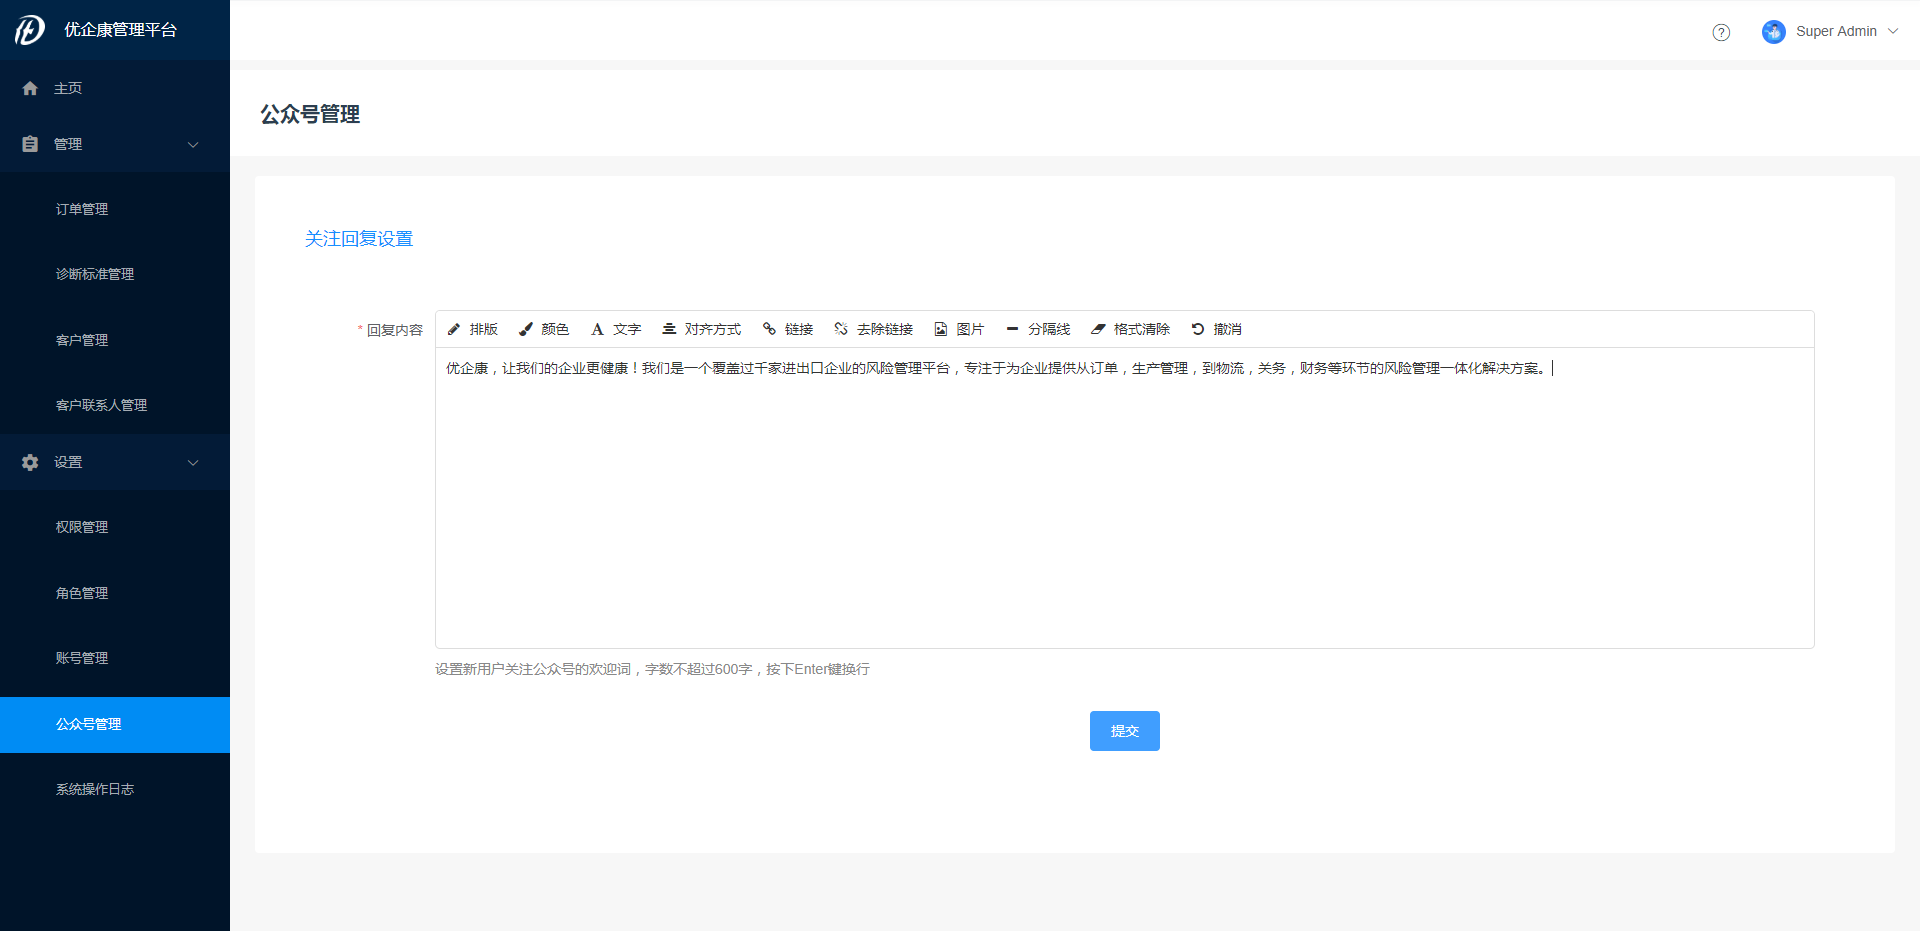 优企康管理平台
Super Admin
主页
管理
订单管理
诊断标准管理
客户管理
客户联系人管理
设置
权限管理
角色管理
账号管理
公众号管理
系统操作日志
公众号管理
关注回复设置
* 回复内容
排版 颜色 文字 对齐方式 链接 去除链接 图片 分隔线 格式清除 撤消
优企康，让我们的企业更健康！我们是一个覆盖过千家进出口企业的风险管理平台，专注于为企业提供从订单，生产管理，到物流，关务，财务等环节的风险管理一体化解决方案。
设置新用户关注公众号的欢迎词，字数不超过600字，按下Enter键换行
提交